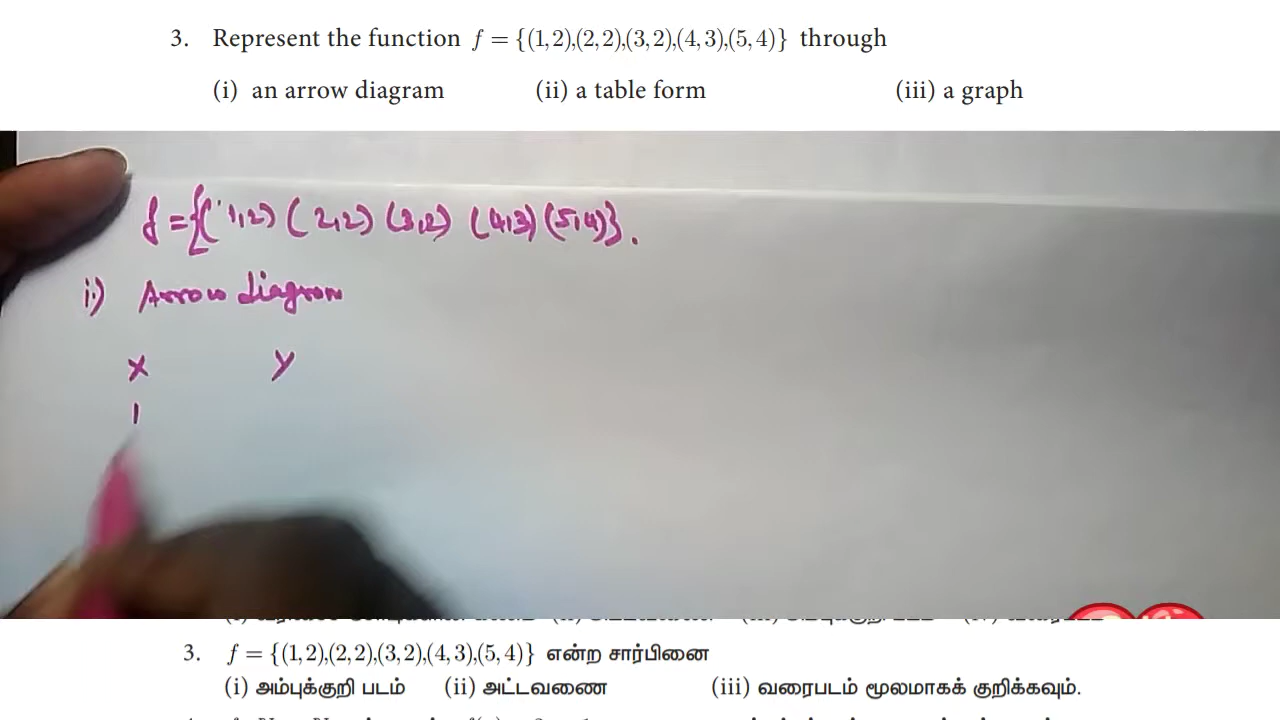 3. Represent the function f = {(1,2),(2,2),(3,2),(4,3),(5,4)} through
(i) an arrow diagram (ii) a table form (iii) a graph
f = {(1,2) (2,2) (3,2) (4,3) (5,4)}.
i) Arrow diagram
X Y
1
3. f = {(1,2),(2,2),(3,2),(4,3),(5,4)} என்ற சார்பினை
(i) அம்புக்குறி படம் (ii) அட்டவணை (iii) வரைபடம் மூலமாகக் குறிக்கவும்.